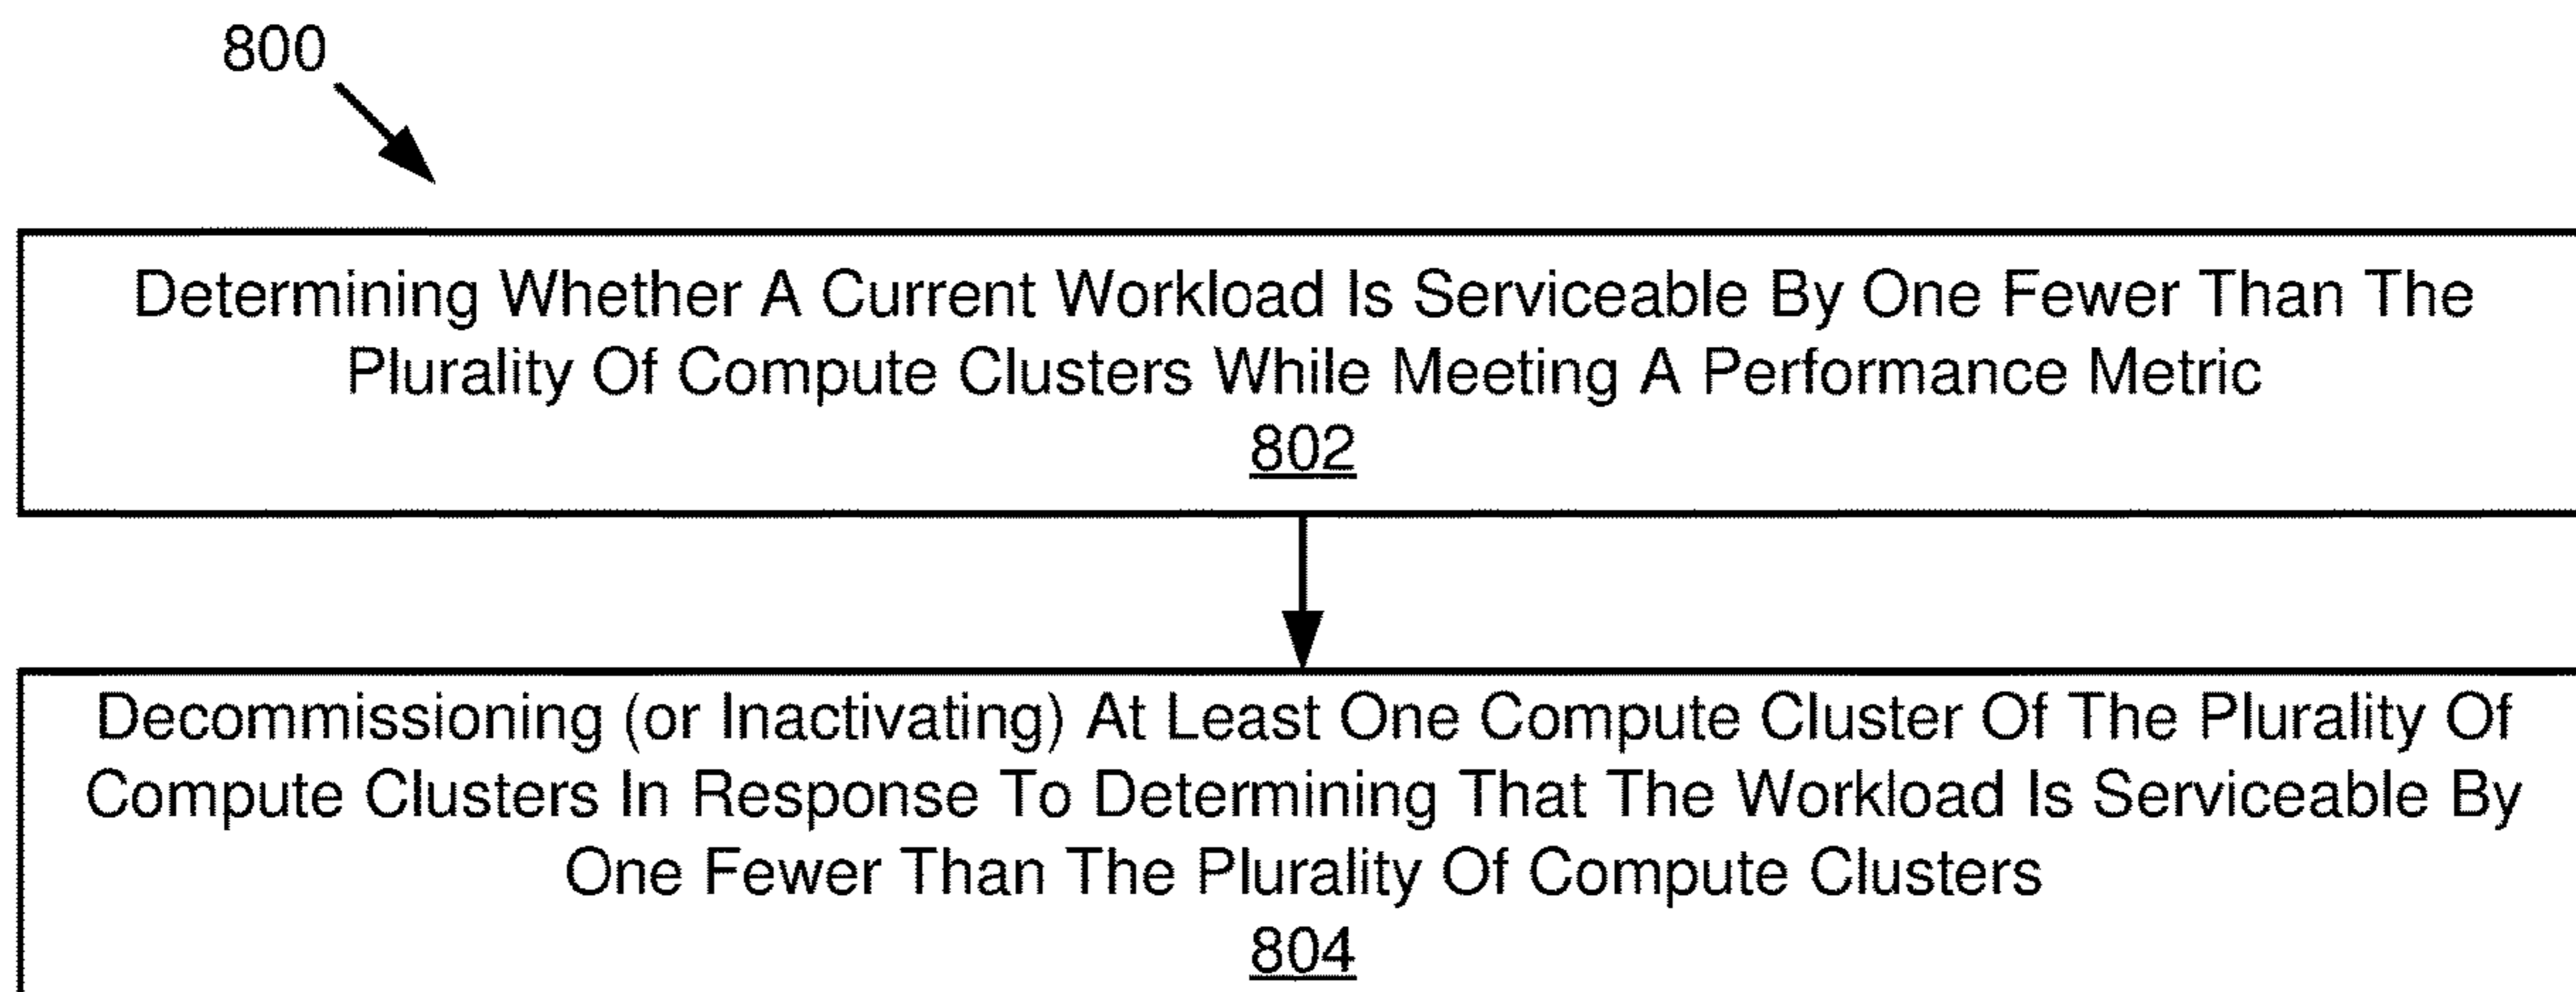 800
Determining Whether A Current Workload Is Serviceable By One Fewer Than The
Plurality Of Compute Clusters While Meeting A Performance Metric
802
Decommissioning (or Inactivating) At Least One Compute Cluster Of The Plurality Of
Compute Clusters In Response To Determining That The Workload Is Serviceable By
One Fewer Than The Plurality Of Compute Clusters
804